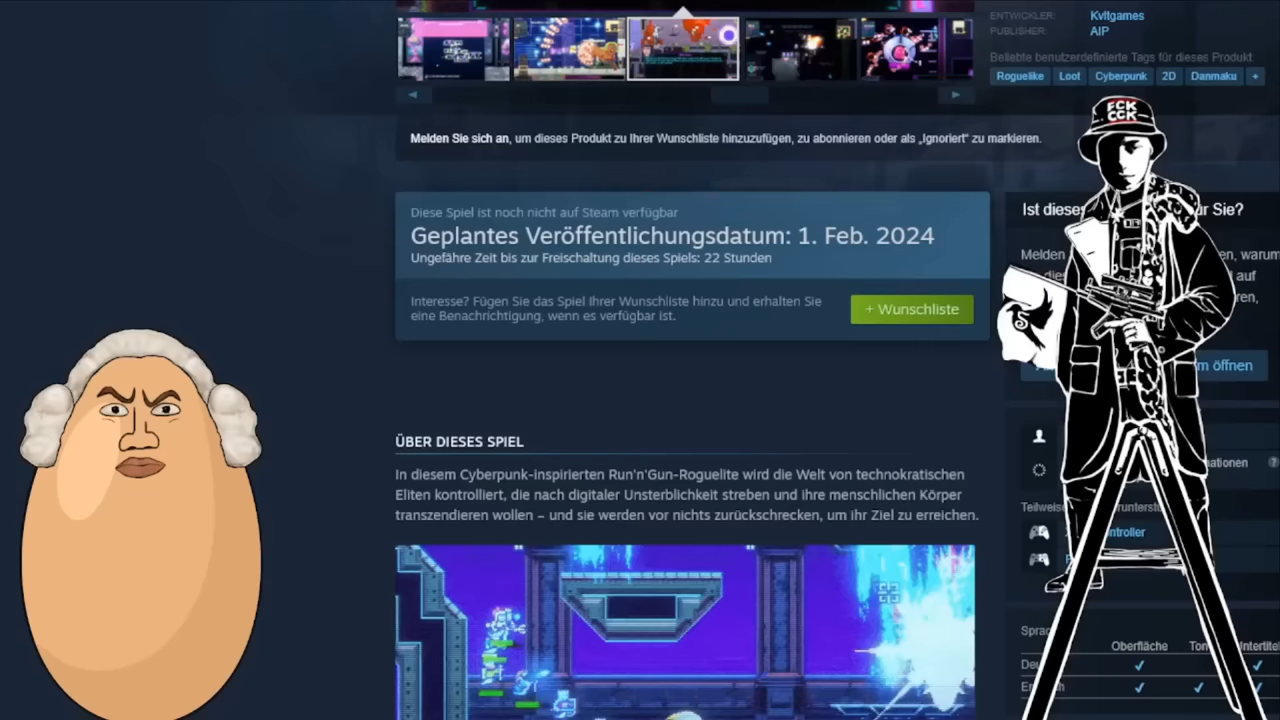 ENTWICKLER: Kvltgames
PUBLISHER: AIP
Beliebte benutzerdefinierte Tags für dieses Produkt:
Roguelike Loot Cyberpunk 2D Danmaku +
FCK
CCK
Melden Sie sich an, um dieses Produkt zu Ihrer Wunschliste hinzuzufügen, zu abonnieren oder als „Ignoriert“ zu markieren.
Diese Spiel ist noch nicht auf Steam verfügbar
Geplantes Veröffentlichungsdatum: 1. Feb. 2024
Ungefähre Zeit bis zur Freischaltung dieses Spiels: 22 Stunden
Interesse? Fügen Sie das Spiel Ihrer Wunschliste hinzu und erhalten Sie
eine Benachrichtigung, wenn es verfügbar ist.
+ Wunschliste
Ist dieses ur Sie?
Melden en, warum
auf
öffnen
ÜBER DIESES SPIEL
In diesem Cyberpunk-inspirierten Run'n'Gun-Roguelite wird die Welt von technokratischen
Eliten kontrolliert, die nach digitaler Unsterblichkeit streben und ihre menschlichen Körper
transzendieren wollen – und sie werden vor nichts zurückschrecken, um ihr Ziel zu erreichen.
Teilweise
Oberfläche Ton